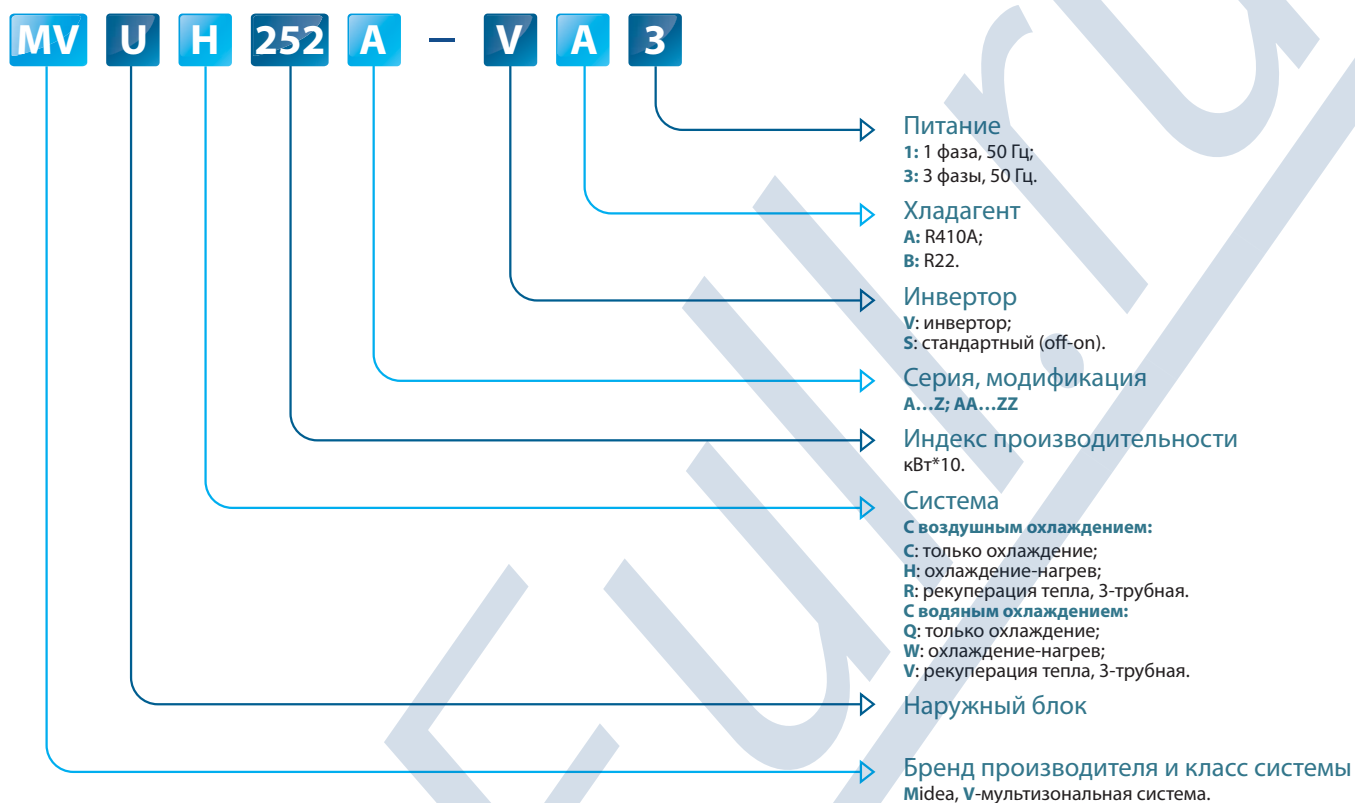 MV U H 252 A – V A 3
Питание
1: 1 фаза, 50 Гц;
3: 3 фазы, 50 Гц.
Хладагент
A: R410A;
B: R22.
Инвертор
V: инвертор;
S: стандартный (off-on).
Серия, модификация
A...Z; AA...ZZ
Индекс производительности
кВт*10.
Система
С воздушным охлаждением:
C: только охлаждение;
H: охлаждение-нагрев;
R: рекуперация тепла, 3-трубная.
С водяным охлаждением:
Q: только охлаждение;
W: охлаждение-нагрев;
V: рекуперация тепла, 3-трубная.
Наружный блок
Бренд производителя и класс системы
Midea, V-мультизональная система.
Full.ru